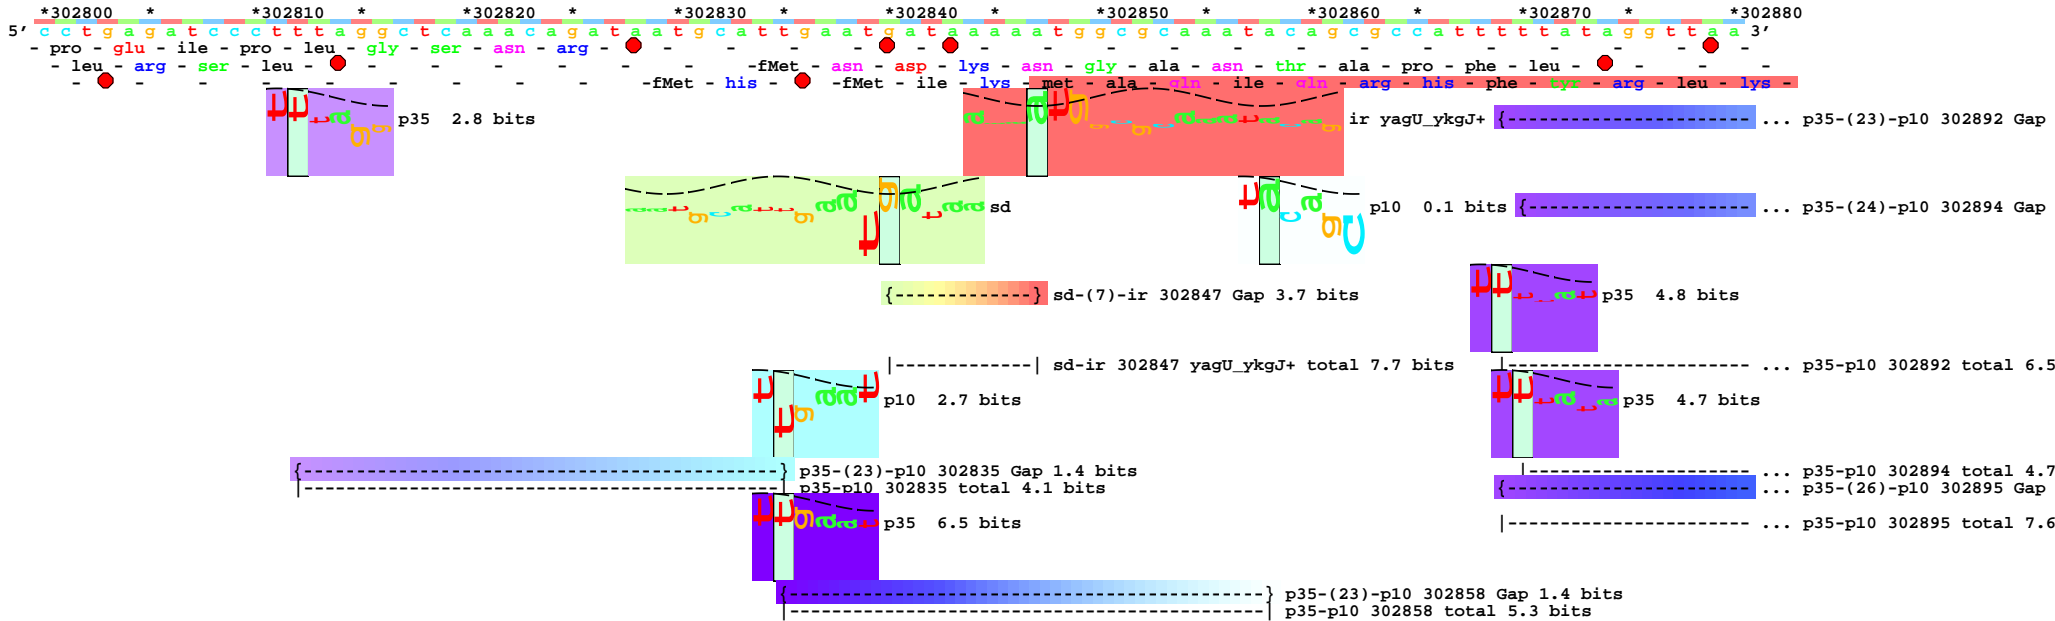 *302800 * *302810 * *302820 * *302830 * *302840 * *302850 * *302860 * *302870 * *302880
5' c c t g a g a t c c c t t t a g g c t c a a a c a g a t a a t g c a t t g a a t g a t a a a a a t g g c g c a a a t a c a g c g c c a t t t t t a t a g g t t a a 3'
- pro - glu - ile - pro - leu - gly - ser - asn - arg - - - - - - - - - - - - - - - - - -
- leu - arg - ser - leu - - - - - - - -fMet - asn - asp - lys - asn - gly - ala - asn - thr - ala - pro - phe - leu - - - -
- - - - - - - - - -fMet - his - -fMet - ile - lys - met - ala - gln - ile - gln - arg - his - phe - tyr - arg - leu - lys -
t t t a g g p35 2.8 bits
a a a a t g g c g c a a a t a c a g ir yagU_ykgJ+
{------------------------ ... p35-(23)-p10 302892 Gap
a a t g c a t t g a a t g a t a a sd
t a c a g c p10 0.1 bits
{---------------------- ... p35-(24)-p10 302894 Gap
{-------------} sd-(7)-ir 302847 Gap 3.7 bits
t t t t a t p35 4.8 bits
|-------------| sd-ir 302847 yagU_ykgJ+ total 7.7 bits
|----------------------- ... p35-p10 302892 total 6.5
t t g a a t p10 2.7 bits
t t t a t a p35 4.7 bits
{---------------------------------------------} p35-(23)-p10 302835 Gap 1.4 bits
|--------------------- ... p35-p10 302894 total 4.7
|---------------------------------------------| p35-p10 302835 total 4.1 bits
{----------------------- ... p35-(26)-p10 302895 Gap
t t g a a t p35 6.5 bits
|----------------------- ... p35-p10 302895 total 7.6
{---------------------------------------------} p35-(23)-p10 302858 Gap 1.4 bits
|---------------------------------------------| p35-p10 302858 total 5.3 bits